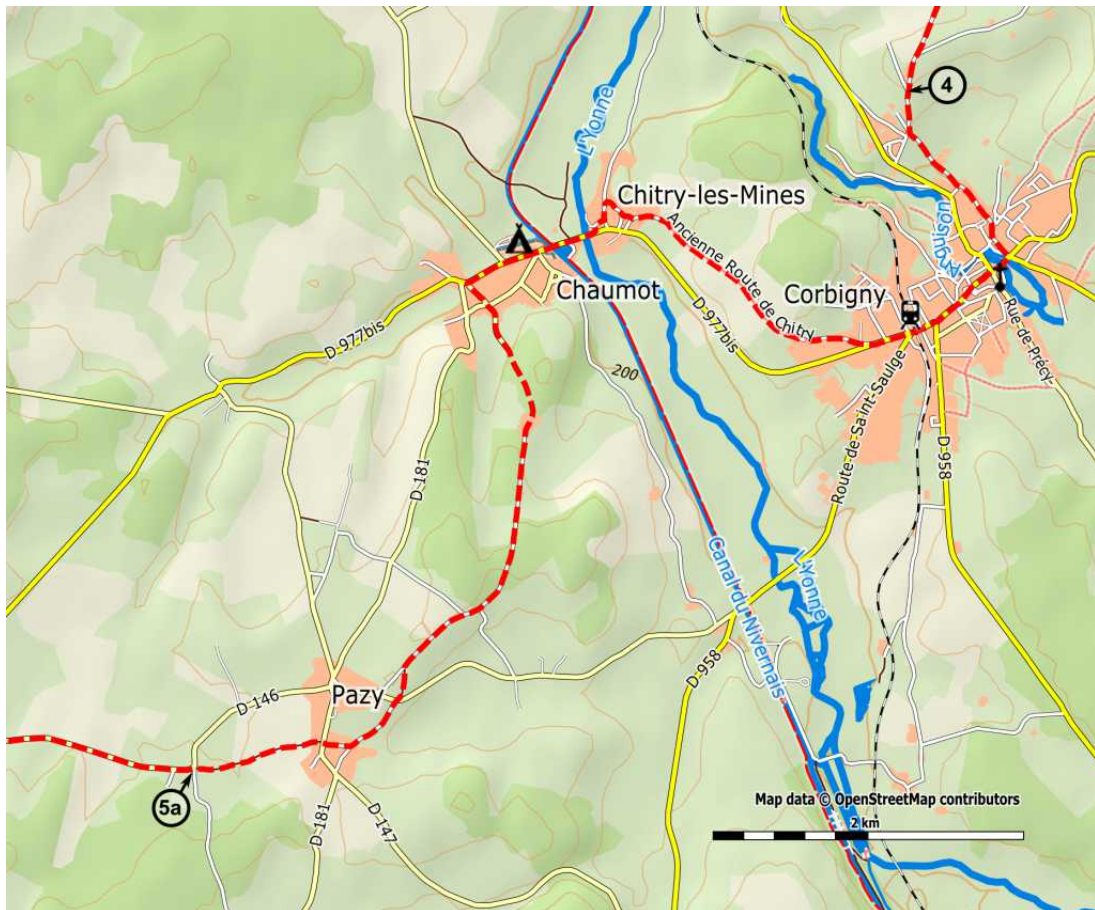 4
L'Yonne
Chitry-les-Mines
Anguison
Ancienne Route de Chitry
Chaumot
Corbigny
D 977bis
D 977bis
Rue de Précy
200
Route de Saint-Saulge
D 958
D 181
L'Yonne
Canal du Nivernais
D 958
Pazy
D 146
5a
D 181
D 147
Map data © OpenStreetMap contributors
2 km